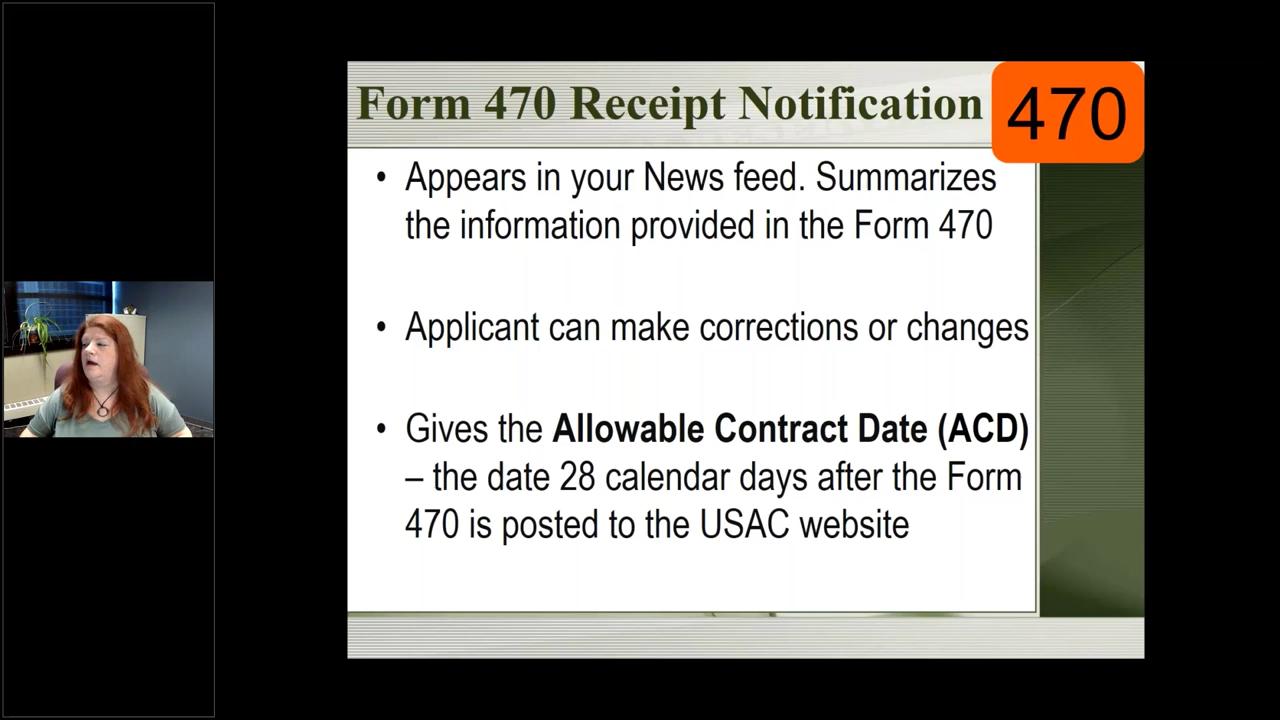 Form 470 Receipt Notification
470
• Appears in your News feed. Summarizes
the information provided in the Form 470
• Applicant can make corrections or changes
• Gives the Allowable Contract Date (ACD)
– the date 28 calendar days after the Form
470 is posted to the USAC website